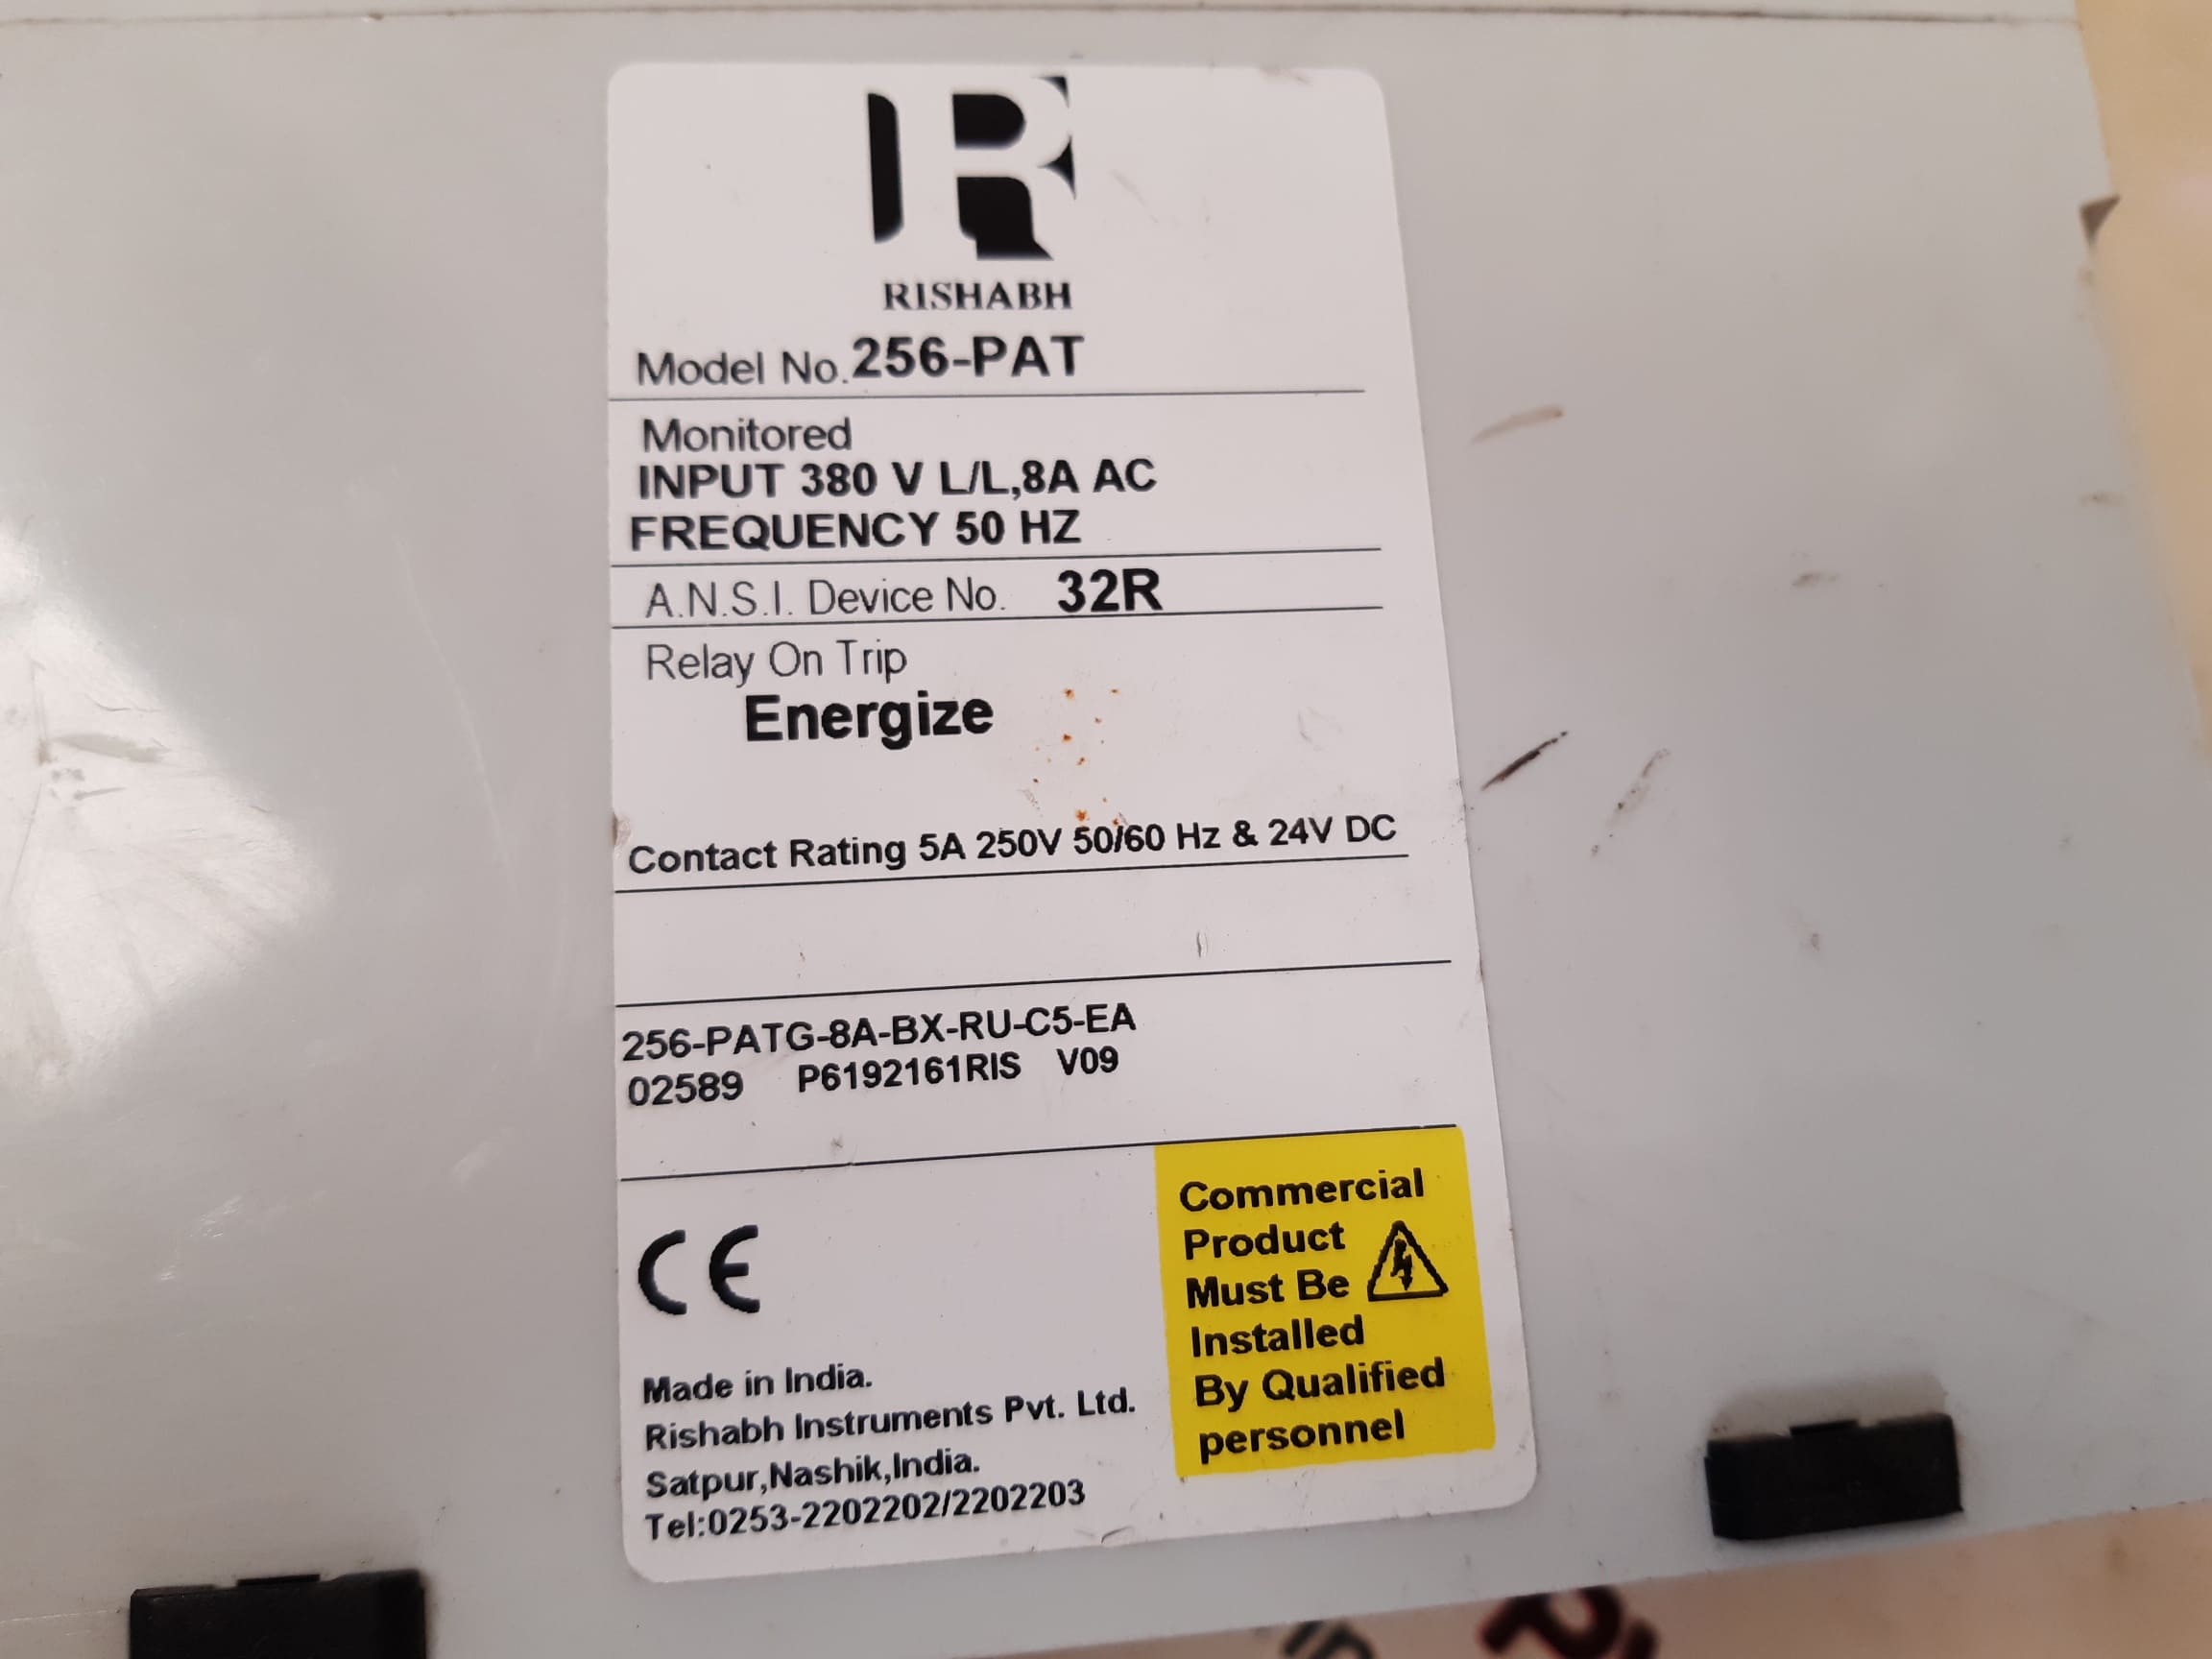 RISHABH
Model No. 256-PAT
Monitored
INPUT 380 V L/L,8A AC
FREQUENCY 50 HZ
A.N.S.I. Device No. 32R
Relay On Trip
Energize
Contact Rating 5A 250V 50/60 Hz & 24V DC
256-PATG-8A-BX-RU-C5-EA
02589 P6192161RIS V09
CE
Made in India.
Rishabh Instruments Pvt. Ltd.
Satpur,Nashik,India.
Tel:0253-2202202/2202203
Commercial
Product
Must Be
Installed
By Qualified
personnel